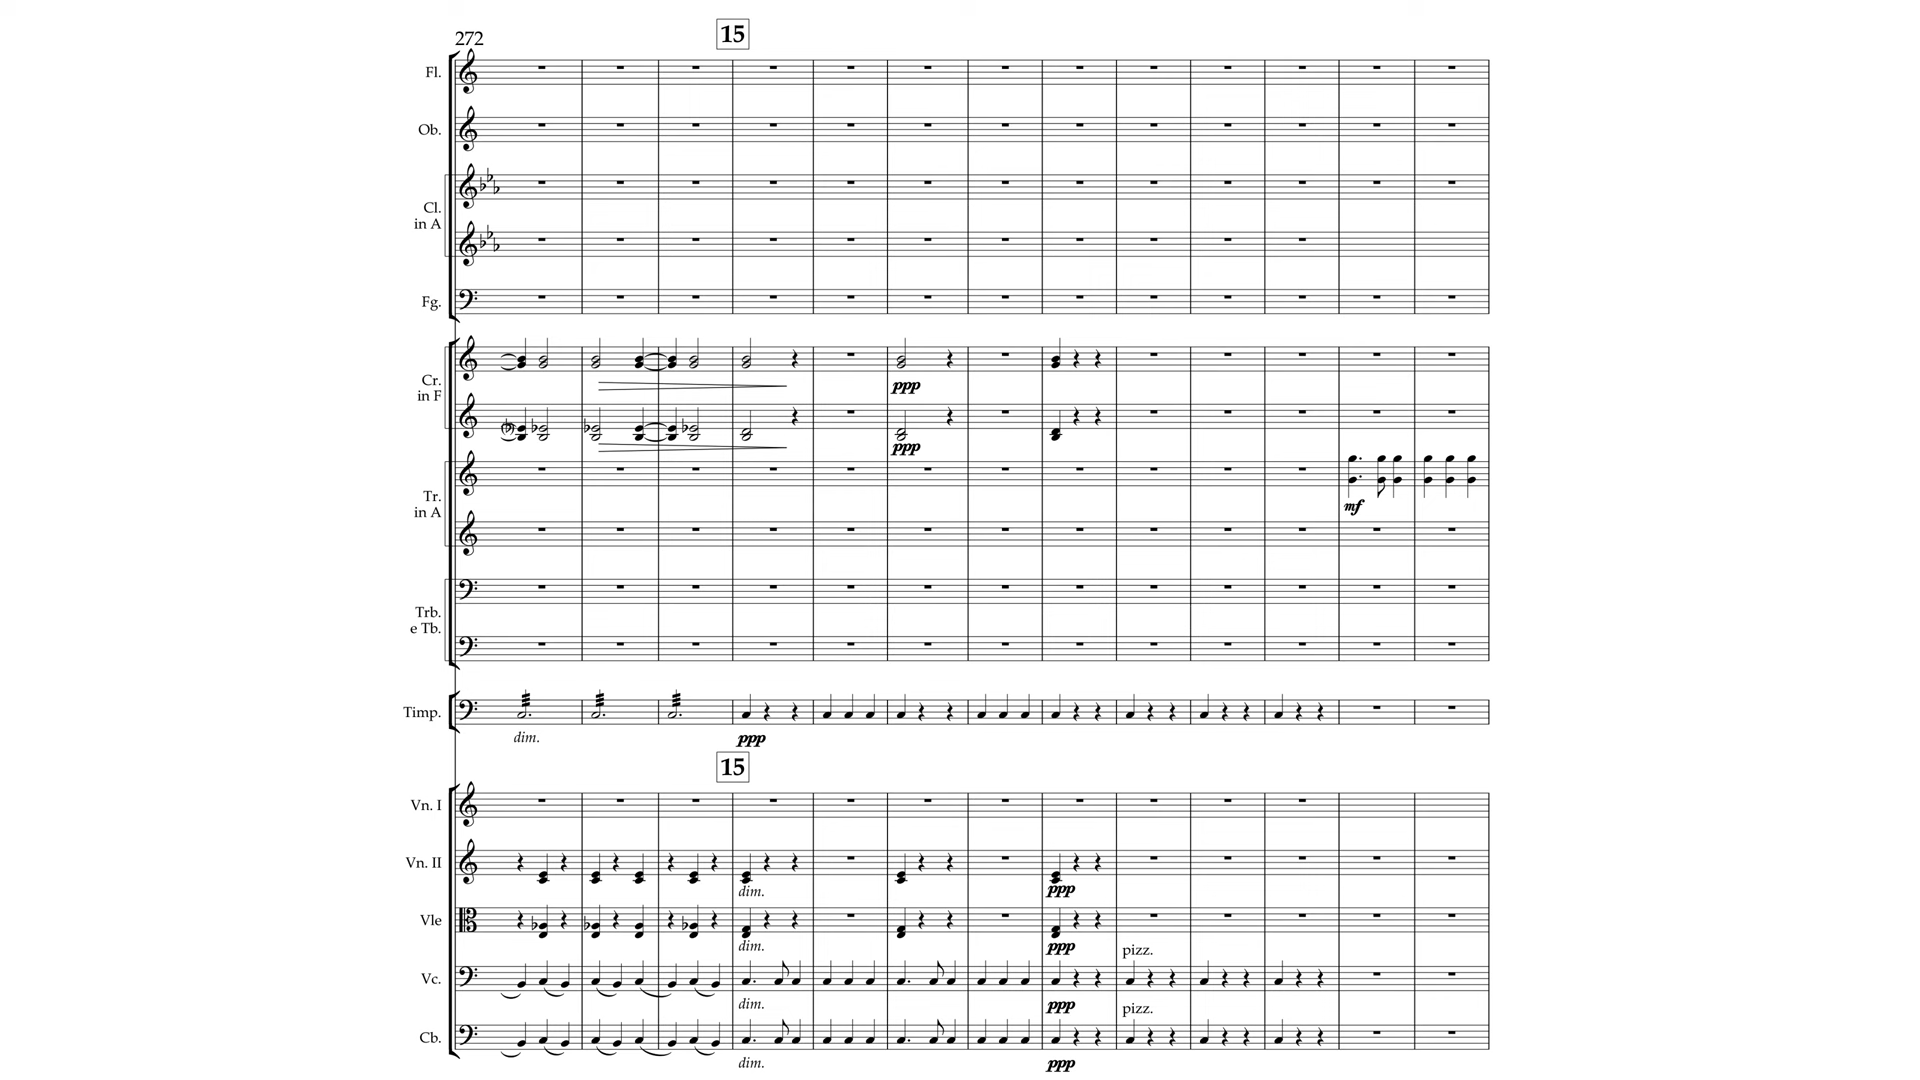 15
272
Fl.
Ob.
Cl.
in A
Fg.
Cr.
in F
ppp
ppp
Tr.
in A
mf
Trb.
e Tb.
Timp.
dim. ppp
15
Vn. I
Vn. II
dim. ppp
Vle
dim. ppp
pizz.
Vc.
dim. ppp
pizz.
Cb.
dim. ppp